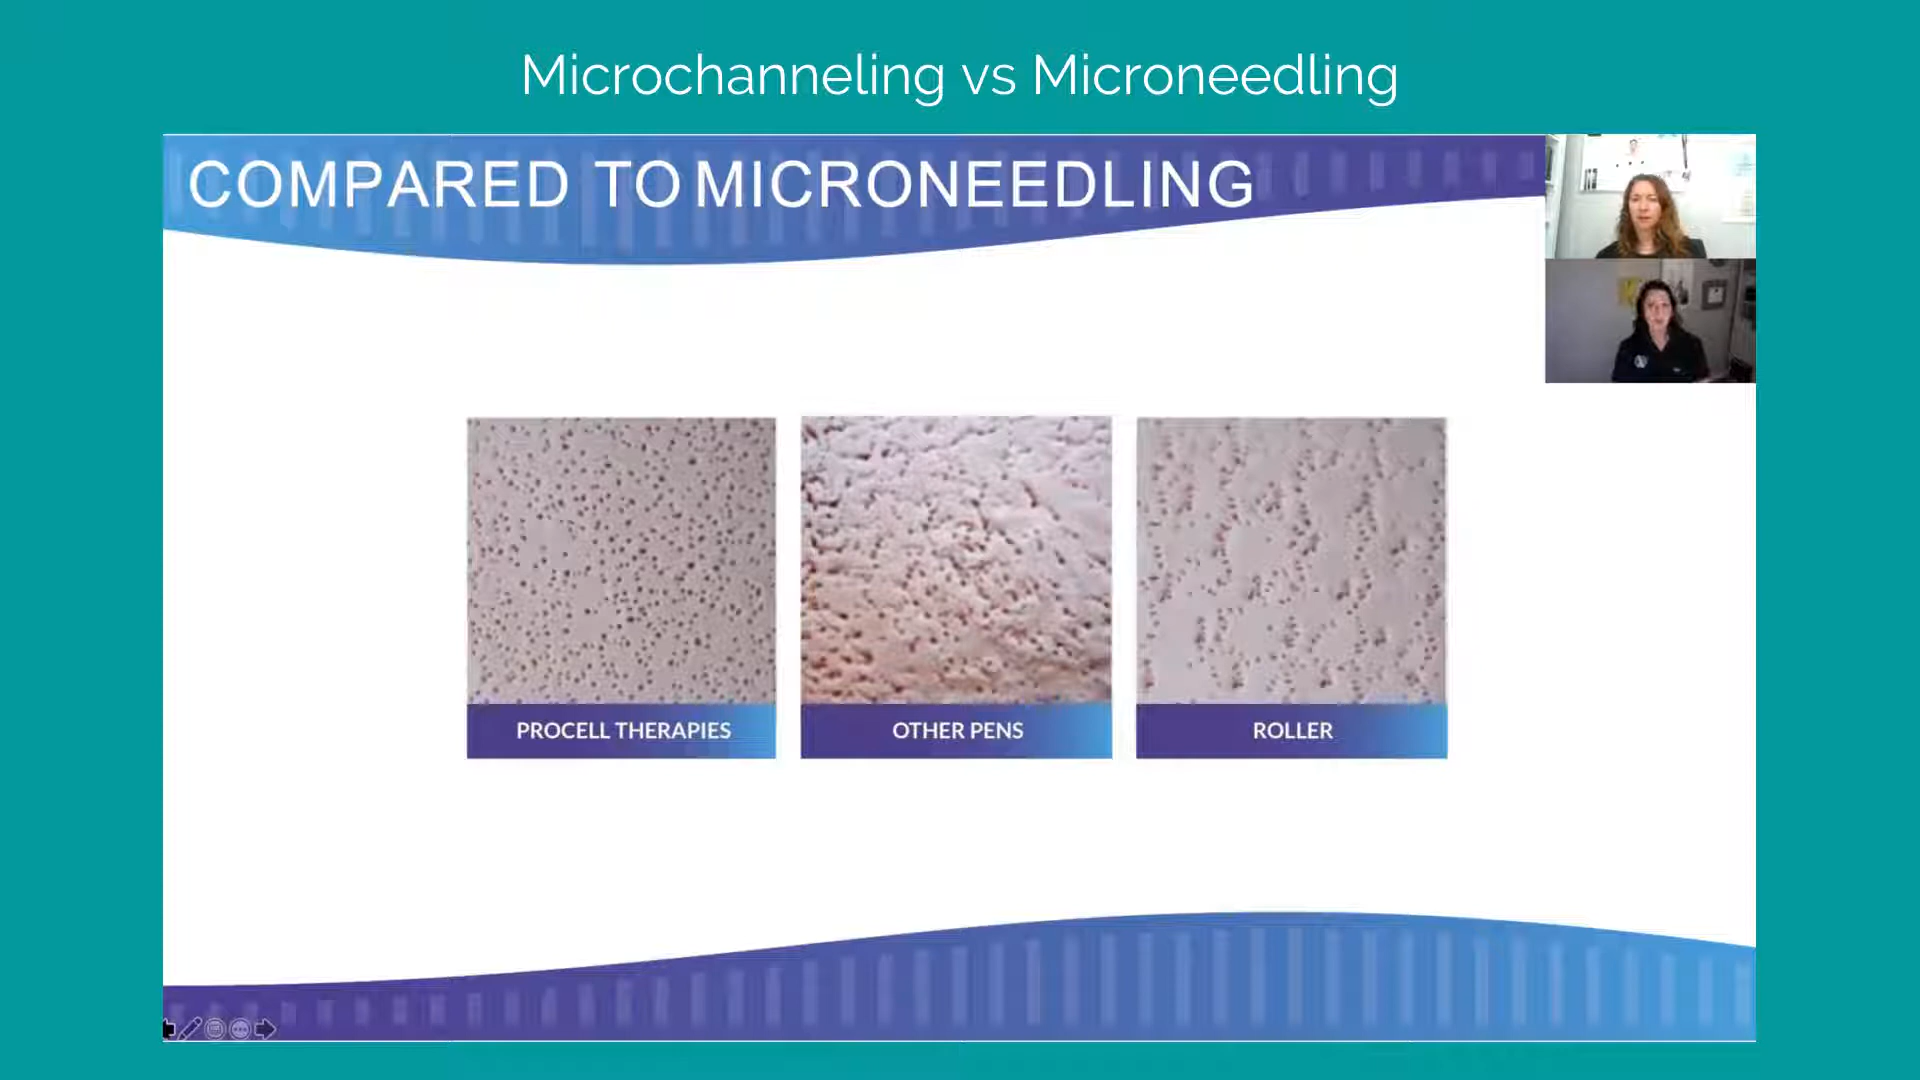 Microchanneling vs Microneedling
COMPARED TO MICRONEEDLING
PROCELL THERAPIES
OTHER PENS
ROLLER